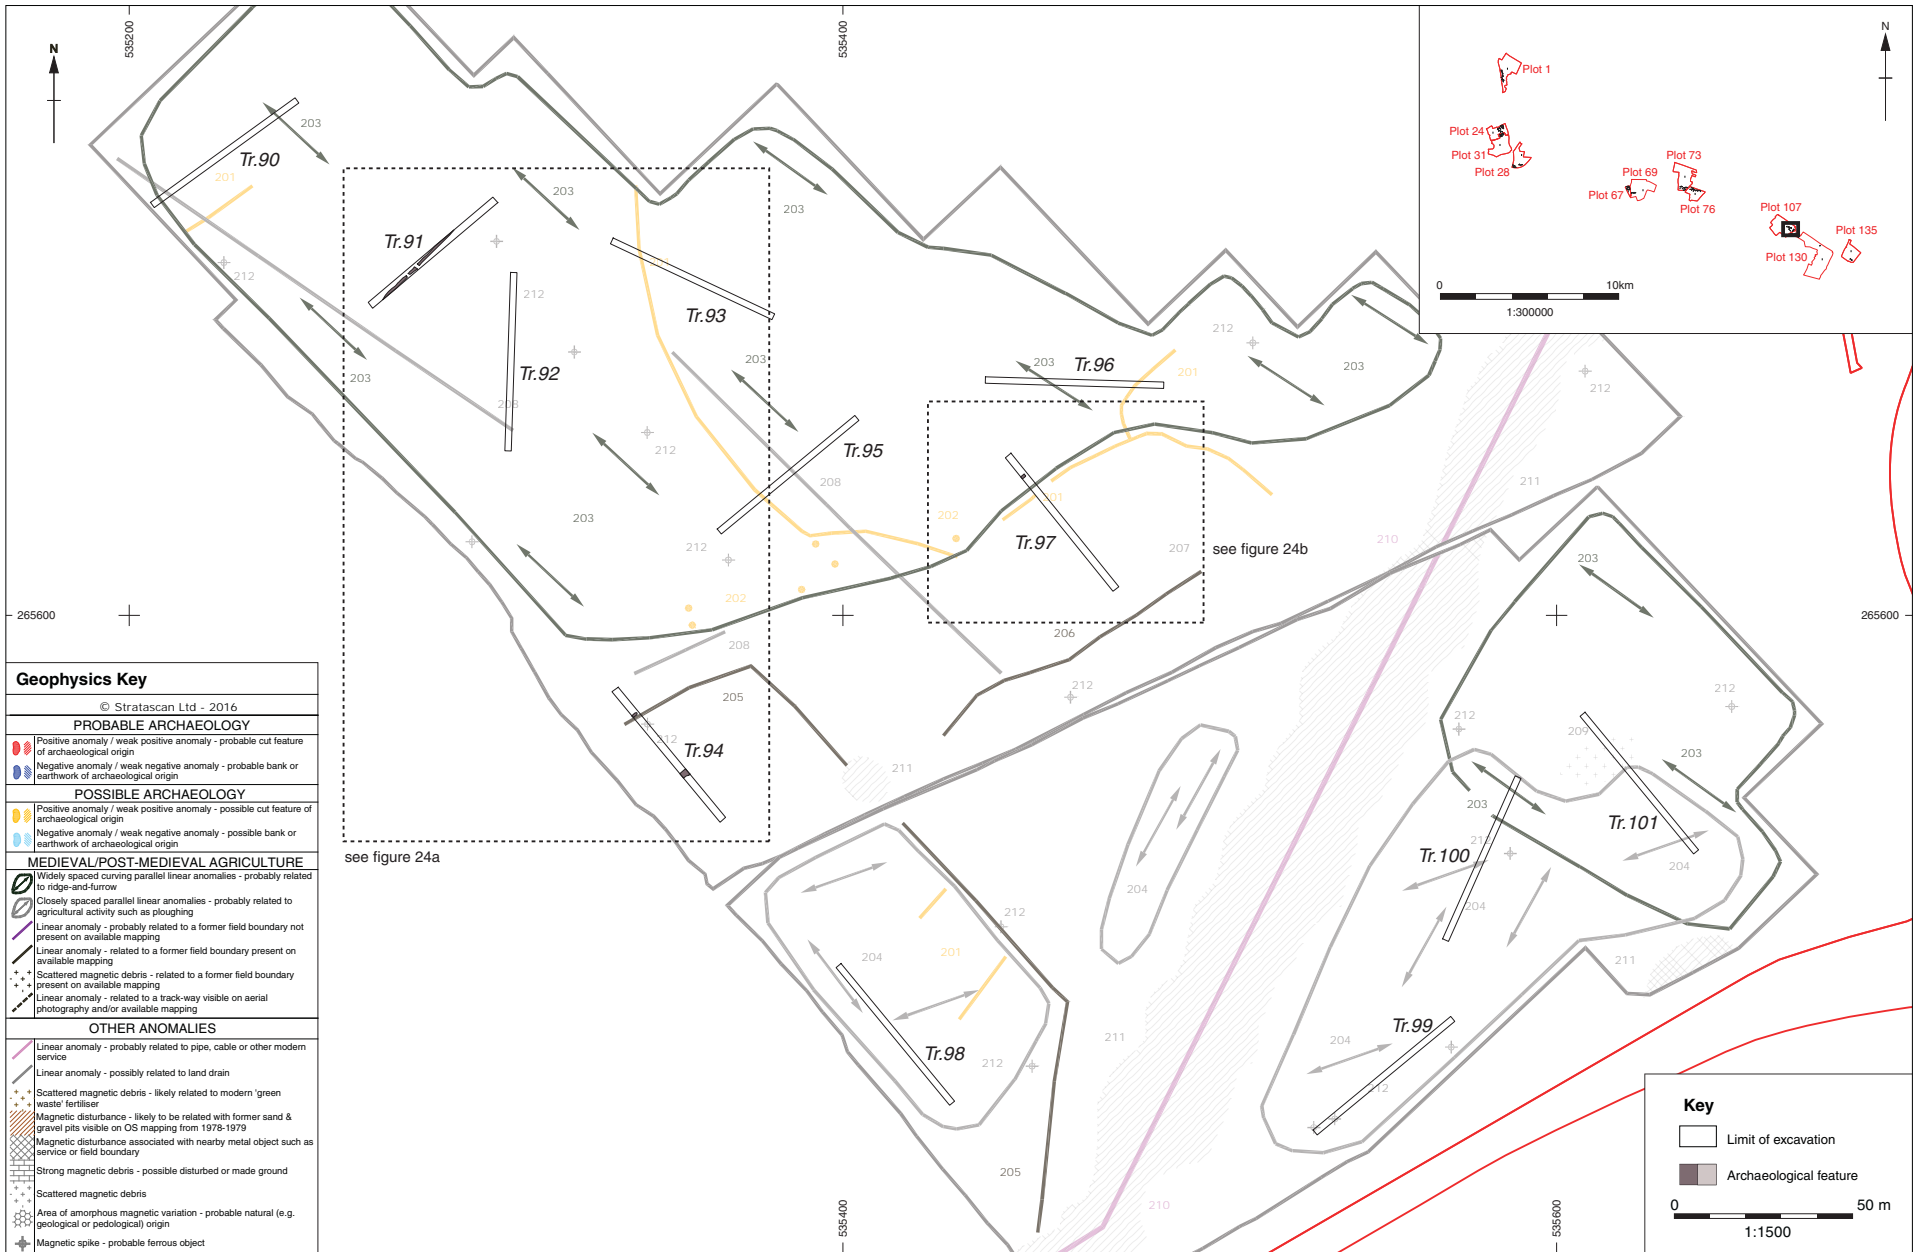 535200
535400
N
N
Plot 1
Plot 24
Plot 31
Plot 28
Plot 73
Plot 69
Plot 67
Plot 76
Plot 107
Plot 135
Plot 130
0
10km
1:300000
203
Tr.90
201
203
203
Tr.91
212
212
Tr.93
212
203
203
Tr.96
203
203
201
212
203
Tr.92
208
212
Tr.95
208
211
202
201
203
Tr.97
210
207
see figure 24b
212
203
265600
265600
202
206
208
205
212
212
212
Tr.94
209
203
211
203
Tr.101
212
Tr.100
see figure 24a
204
204
204
212
204
201
211
Tr.99
204
211
Tr.98
212
212
205
210
535400
535600
Geophysics Key
© Stratascan Ltd - 2016
PROBABLE ARCHAEOLOGY
Positive anomaly / weak positive anomaly - probable cut feature
of archaeological origin
Negative anomaly / weak negative anomaly - probable bank or
earthwork of archaeological origin
POSSIBLE ARCHAEOLOGY
Positive anomaly / weak positive anomaly - possible cut feature of
archaeological origin
Negative anomaly / weak negative anomaly - possible bank or
earthwork of archaeological origin
MEDIEVAL/POST-MEDIEVAL AGRICULTURE
Widely spaced curving parallel linear anomalies - probably related
to ridge-and-furrow
Closely spaced parallel linear anomalies - probably related to
agricultural activity such as ploughing
Linear anomaly - probably related to a former field boundary not
present on available mapping
Linear anomaly - related to a former field boundary present on
available mapping
Scattered magnetic debris - related to a former field boundary
present on available mapping
Linear anomaly - related to a track-way visible on aerial
photography and/or available mapping
OTHER ANOMALIES
Linear anomaly - probably related to pipe, cable or other modern
service
Linear anomaly - possibly related to land drain
Scattered magnetic debris - likely related to modern 'green
waste' fertiliser
Magnetic disturbance - likely to be related with former sand &
gravel pits visible on OS mapping from 1978-1979
Magnetic disturbance associated with nearby metal object such as
service or field boundary
Strong magnetic debris - possible disturbed or made ground
Scattered magnetic debris
Area of amorphous magnetic variation - probable natural (e.g.
geological or pedological) origin
Magnetic spike - probable ferrous object
Key
Limit of excavation
Archaeological feature
0
50 m
1:1500